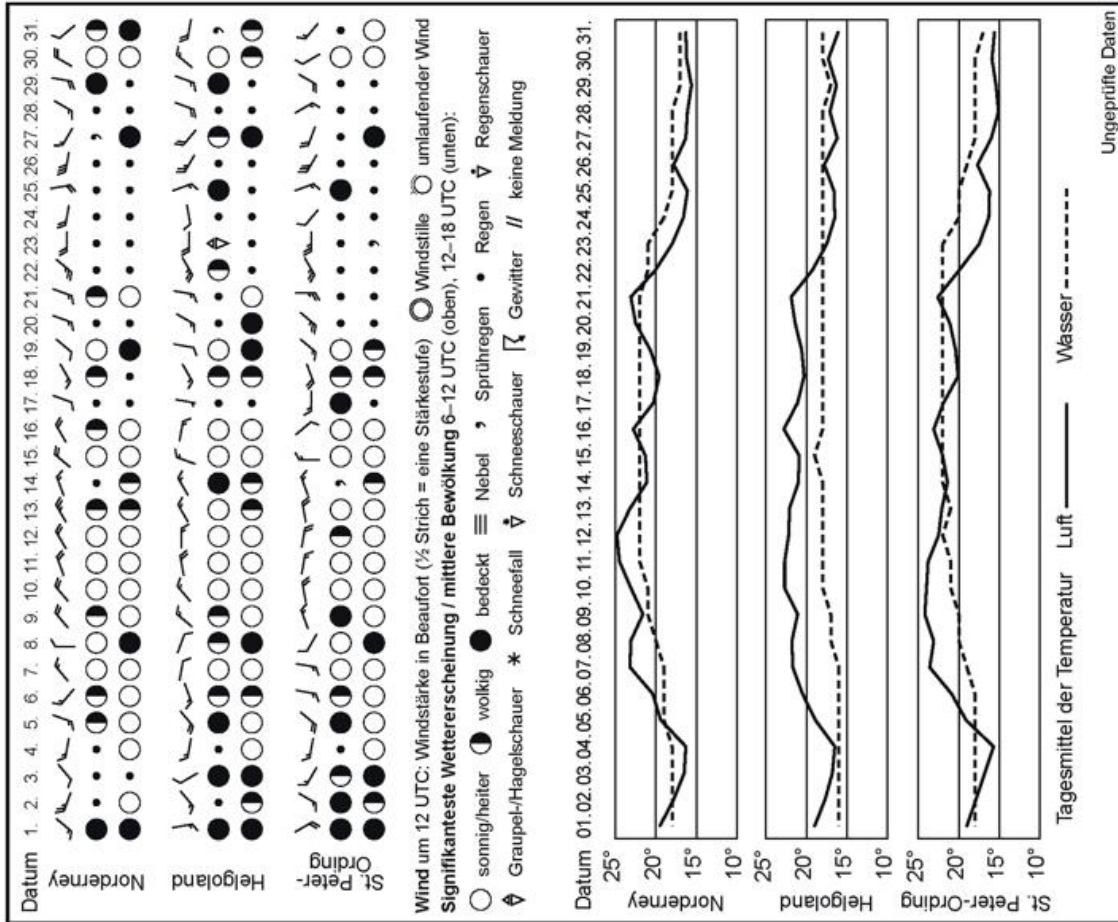 Datum 1. 2. 3. 4. 5. 6. 7. 8. 9. 10. 11. 12. 13. 14. 15. 16. 17. 18. 19. 20. 21. 22. 23. 24. 25. 26. 27. 28. 29. 30. 31.
Norderney
Helgoland
St. Peter-
Ording
Wind um 12 UTC: Windstärke in Beaufort (½ Strich = eine Stärkestufe) Windstille umlaufender Wind
Signifikanteste Wettererscheinung / mittlere Bewölkung 6–12 UTC (oben), 12–18 UTC (unten):
sonnig/heiter wolkig bedeckt Nebel Sprühregen Regen Regenschauer
Graupel-/Hagelschauer Schneefall Schneeschauer Gewitter keine Meldung
Datum 01. 02. 03. 04. 05. 06. 07. 08. 09. 10. 11. 12. 13. 14. 15. 16. 17. 18. 19. 20. 21. 22. 23. 24. 25. 26. 27. 28. 29. 30. 31.
25°
20°
15°
10°
Norderney
25°
20°
15°
10°
Helgoland
25°
20°
15°
10°
St. Peter-Ording
Tagesmittel der Temperatur Luft Wasser
Ungeprüfte Daten